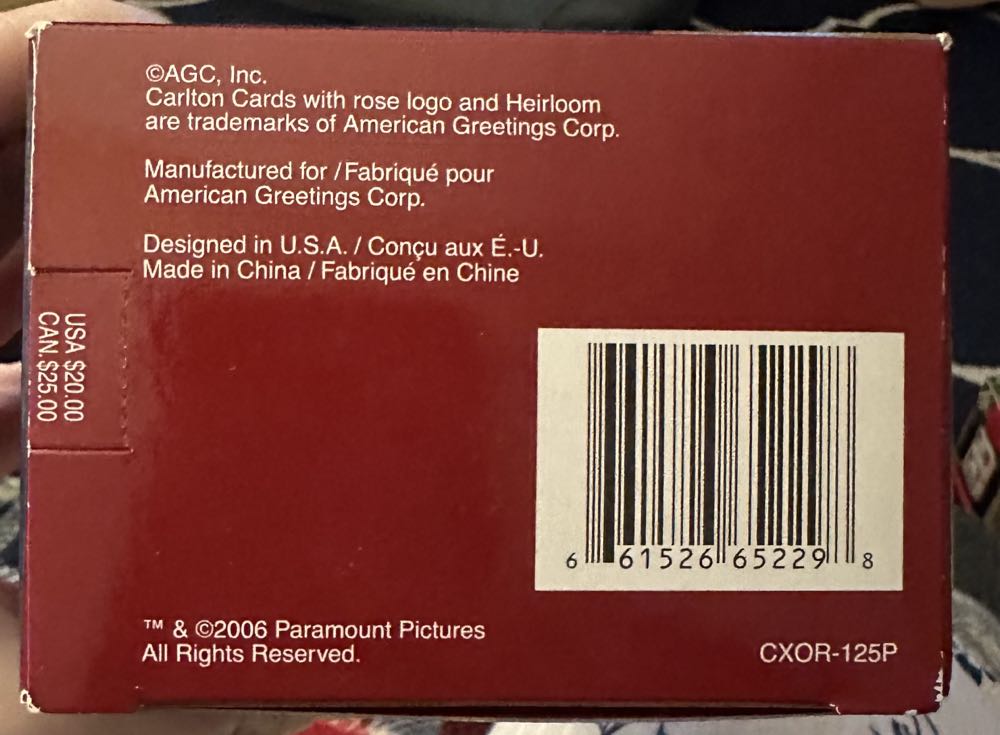 ©AGC, Inc.
Carlton Cards with rose logo and Heirloom
are trademarks of American Greetings Corp.
Manufactured for / Fabriqué pour
American Greetings Corp.
Designed in U.S.A. / Conçu aux É.-U.
Made in China / Fabriqué en Chine
USA $20.00
CAN.$25.00
6 61526 65229 8
™ & ©2006 Paramount Pictures
All Rights Reserved.
CXOR-125P